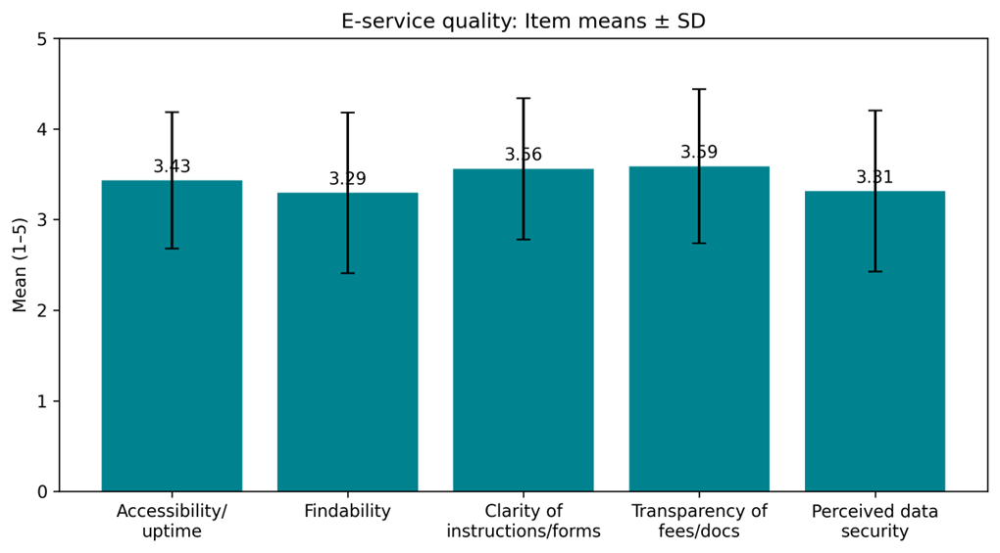 E-service quality: Item means ± SD
5
4
3
2
1
0
Mean (1–5)
3.43
3.29
3.56
3.59
3.31
Accessibility/
uptime
Findability
Clarity of
instructions/forms
Transparency of
fees/docs
Perceived data
security